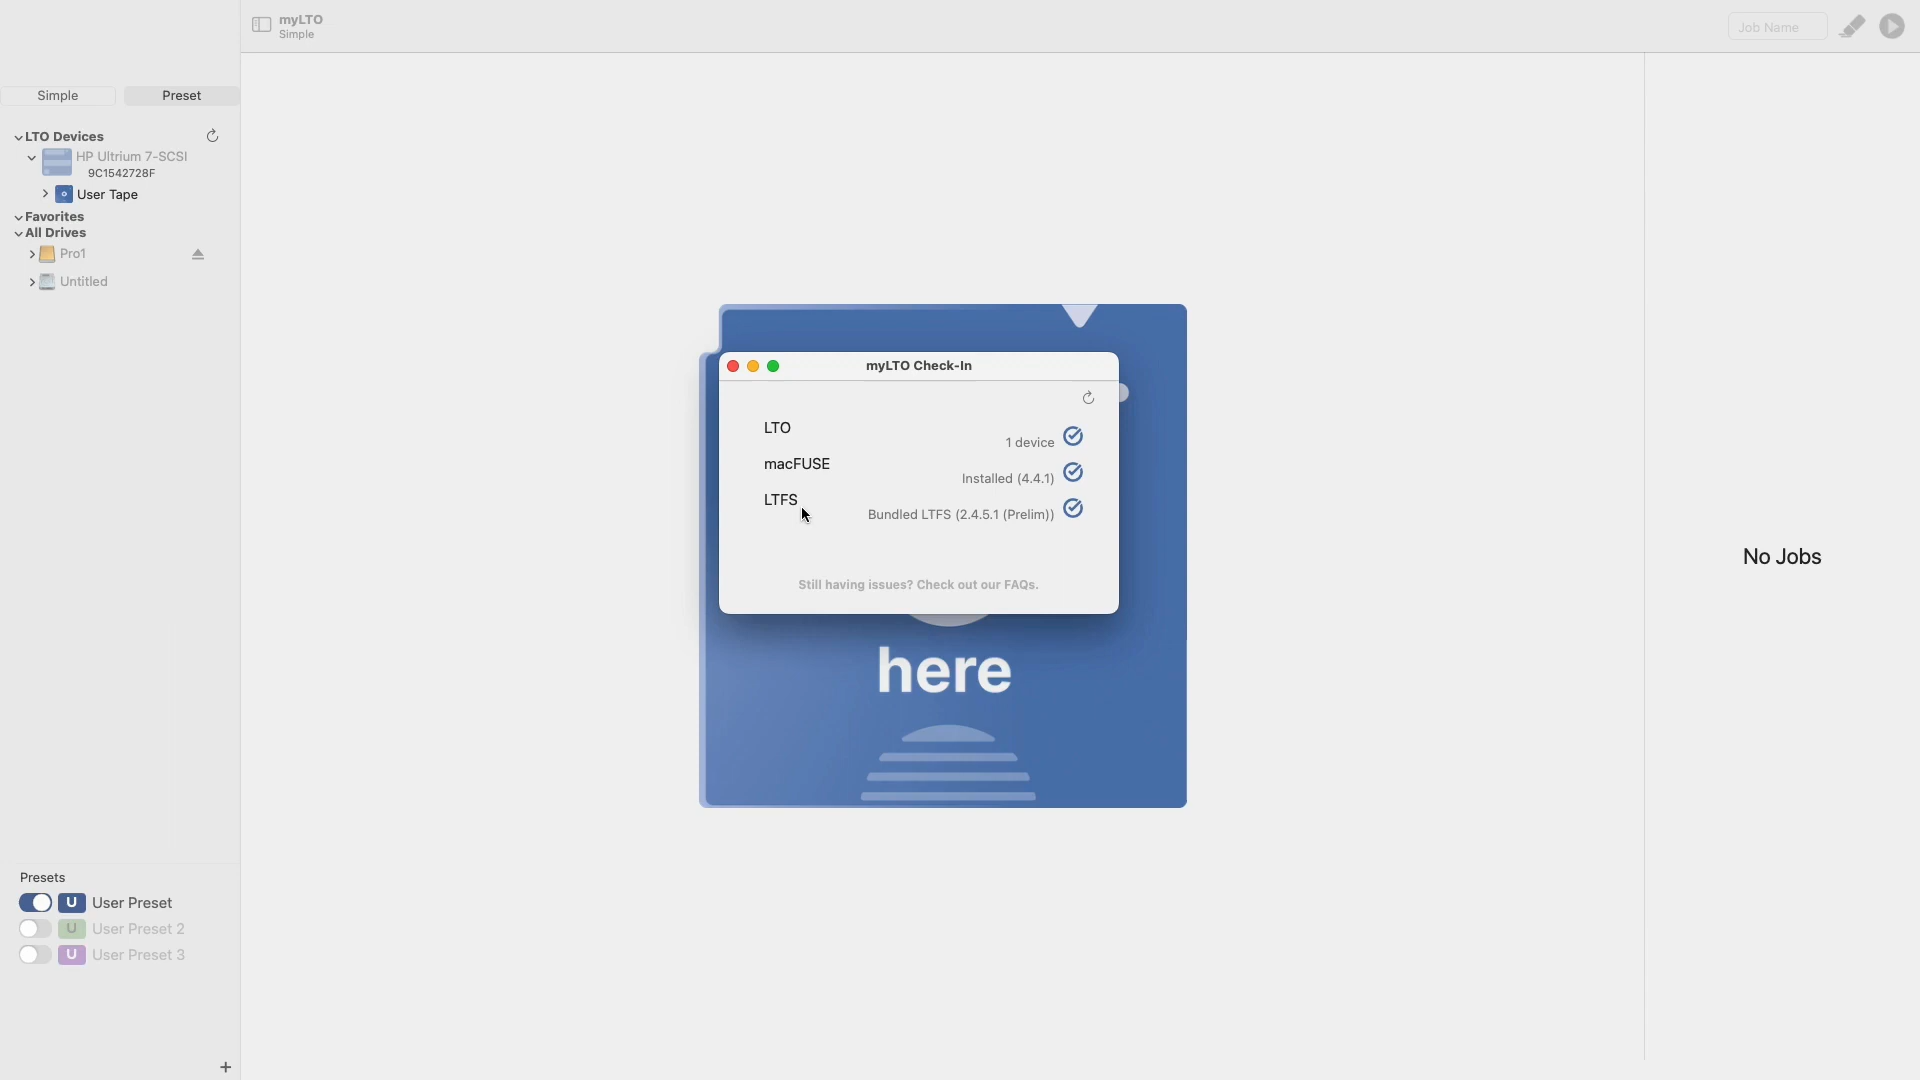 myLTO
Simple
Job Name
Simple
Preset
LTO Devices
HP Ultrium 7-SCSI
9C1542728F
User Tape
Favorites
All Drives
Pro1
Untitled
myLTO Check-In
LTO
1 device
macFUSE
Installed (4.4.1)
LTFS
Bundled LTFS (2.4.5.1 (Prelim))
Still having issues? Check out our FAQs.
here
No Jobs
Presets
U User Preset
U User Preset 2
U User Preset 3